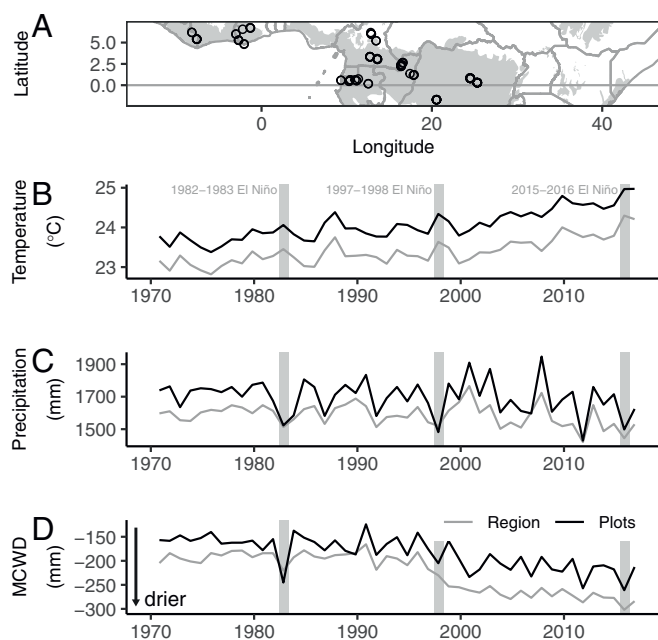 A
Latitude
5.0
2.5
0.0
0 20 40
Longitude
B
Temperature
(°C)
25
24
23
1982–1983 El Niño 1997–1998 El Niño 2015–2016 El Niño
1970 1980 1990 2000 2010
C
Precipitation
(mm)
1900
1700
1500
1970 1980 1990 2000 2010
D
MCWD
(mm)
Region Plots
−150
−200
−250
−300
drier
1970 1980 1990 2000 2010